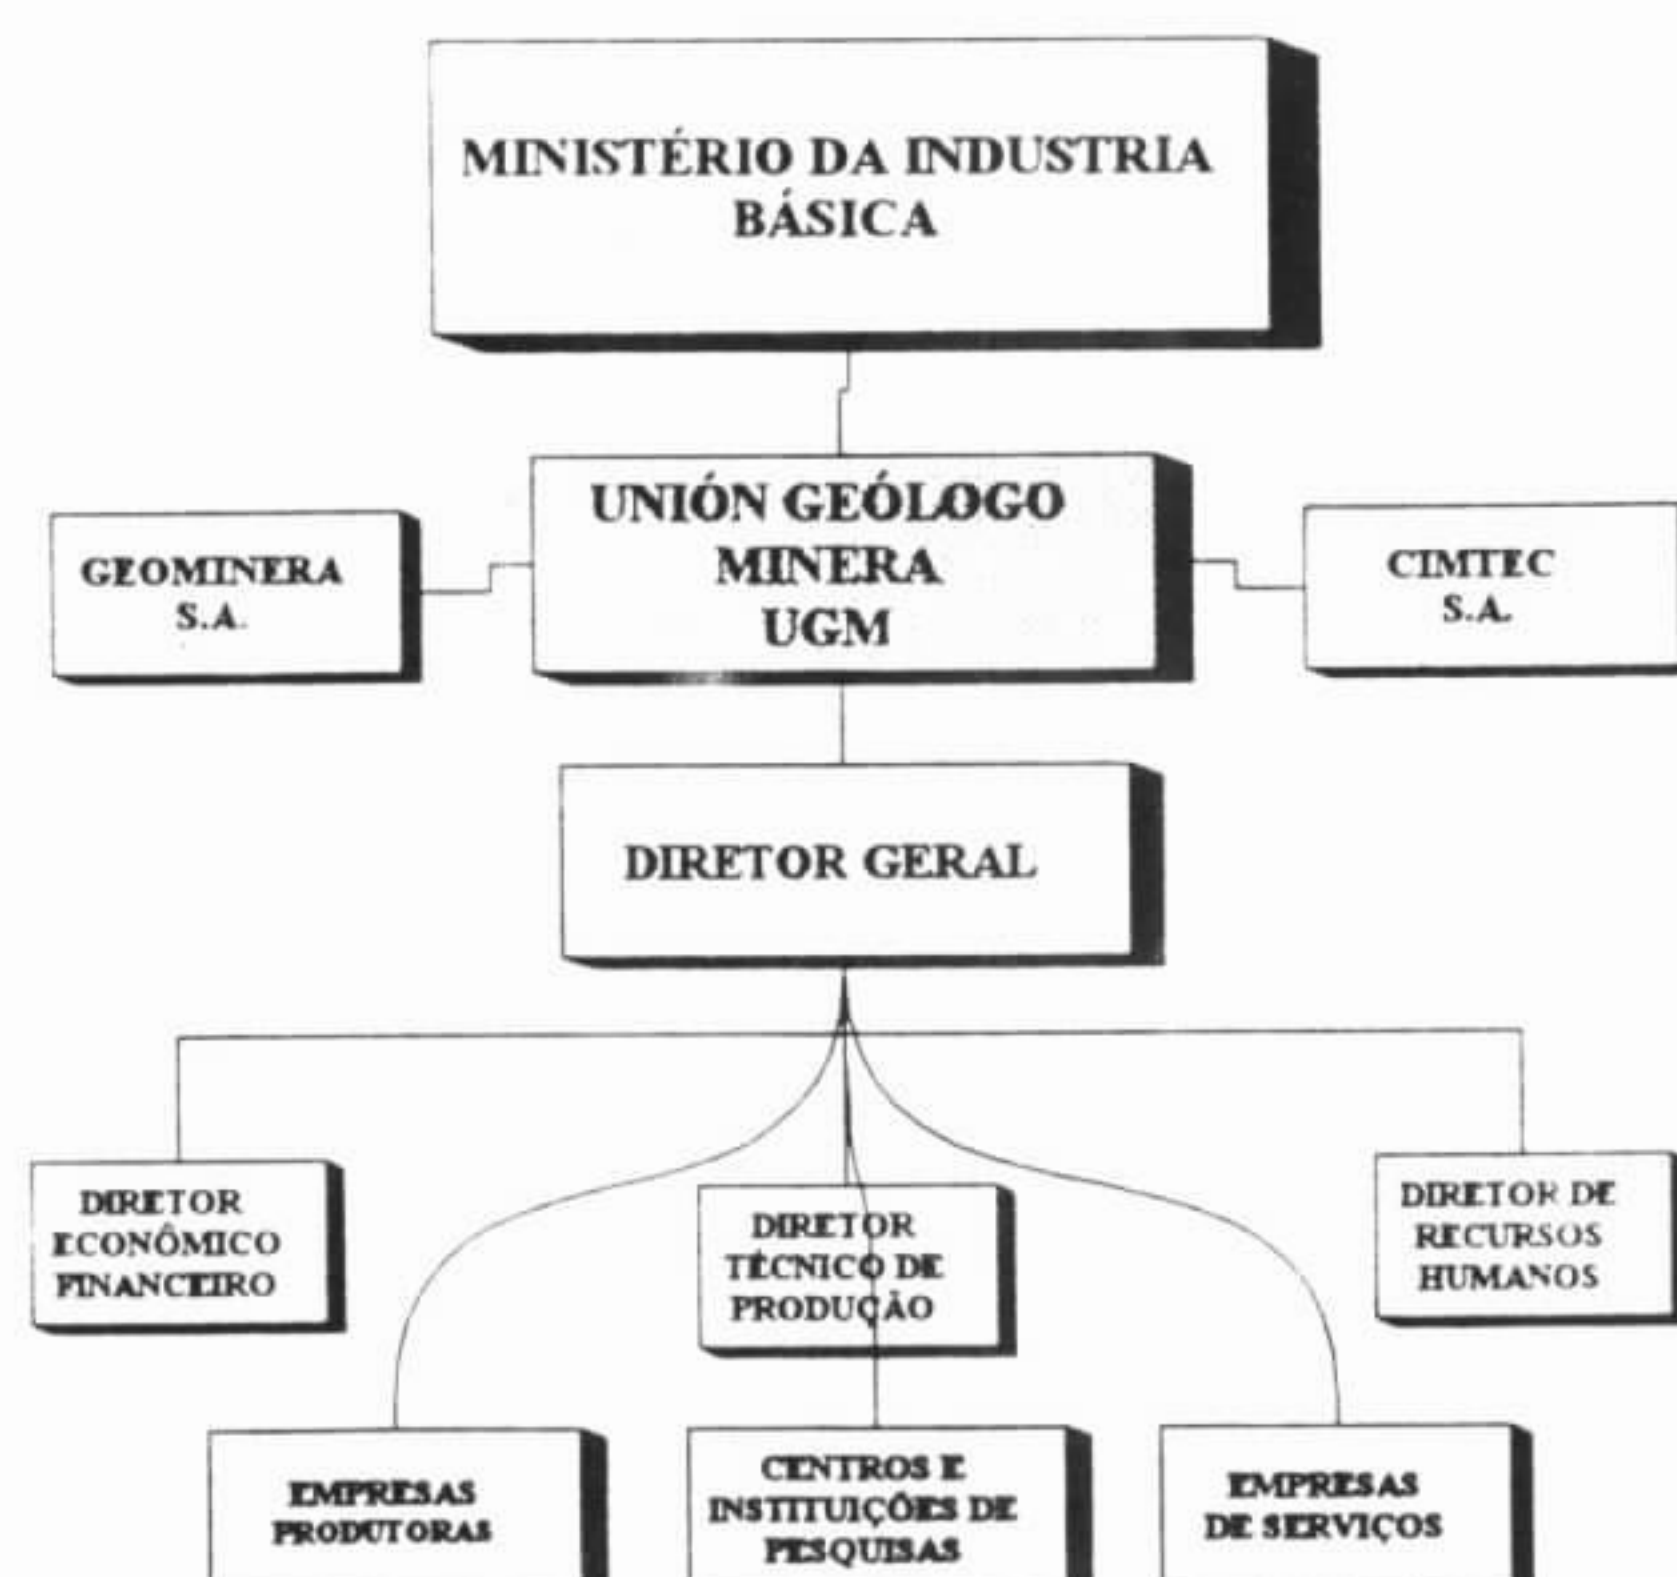 MINISTÉRIO DA INDUSTRIA
BÁSICA
UNIÓN GEÓLOGO
MINERA
UGM
GEOMINERA
S.A.
CIMTEC
S.A.
DIRETOR GERAL
DIRETOR
ECONÔMICO
FINANCEIRO
DIRETOR
TÉCNICO DE
PRODUÇÃO
DIRETOR DE
RECURSOS
HUMANOS
EMPRESAS
PRODUTORAS
CENTROS E
INSTITUIÇÕES DE
PESQUISAS
EMPRESAS
DE SERVIÇOS